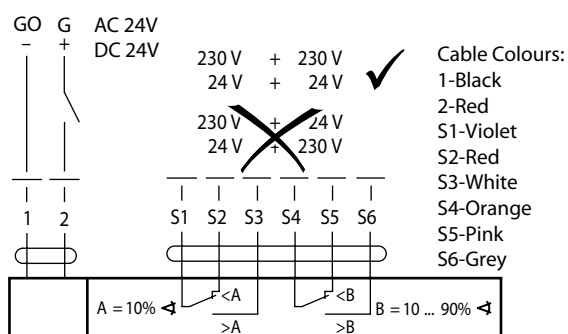 GO G AC 24V
– + DC 24V
230 V + 230 V
24 V + 24 V
230 V + 24 V
24 V + 230 V
Cable Colours:
1-Black
2-Red
S1-Violet
S2-Red
S3-White
S4-Orange
S5-Pink
S6-Grey
1 2 S1 S2 S3 S4 S5 S6
A = 10% <A >A
<B >B B = 10 ... 90%